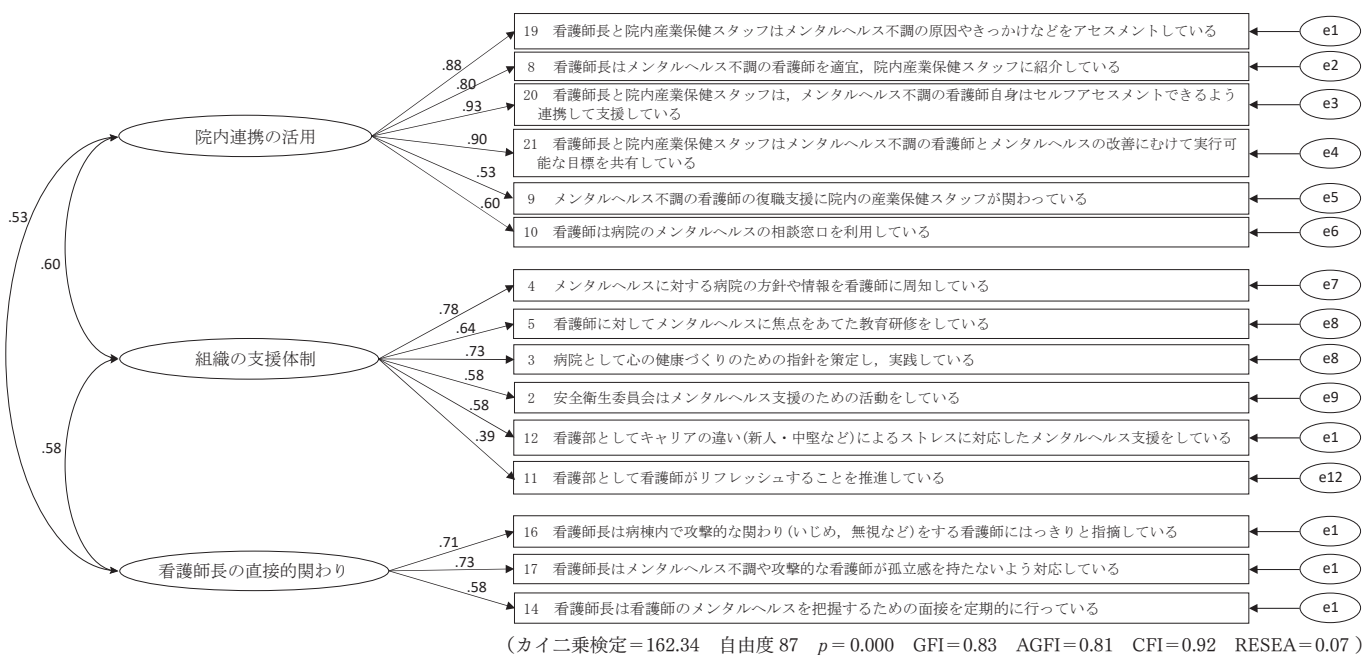 19 看護師長と院内産業保健スタッフはメンタルヘルス不調の原因やきっかけなどをアセスメントしている
e1
.88
8 看護師長はメンタルヘルス不調の看護師を適宜，院内産業保健スタッフに紹介している
e2
.80
20 看護師長と院内産業保健スタッフは，メンタルヘルス不調の看護師自身はセルフアセスメントできるよう
連携して支援している
e3
.93
院内連携の活用
21 看護師長と院内産業保健スタッフはメンタルヘルス不調の看護師とメンタルヘルスの改善にむけて実行可
能な目標を共有している
e4
.90
9 メンタルヘルス不調の看護師の復職支援に院内の産業保健スタッフが関わっている
e5
.53
10 看護師は病院のメンタルヘルスの相談窓口を利用している
e6
.60
.53
.60
4 メンタルヘルスに対する病院の方針や情報を看護師に周知している
e7
.78
5 看護師に対してメンタルヘルスに焦点をあてた教育研修をしている
e8
.64
組織の支援体制
3 病院として心の健康づくりのための指針を策定し，実践している
e8
.73
2 安全衛生委員会はメンタルヘルス支援のための活動をしている
e9
.58
12 看護部としてキャリアの違い(新人・中堅など)によるストレスに対応したメンタルヘルス支援をしている
e1
.58
11 看護部として看護師がリフレッシュすることを推進している
e12
.39
.58
16 看護師長は病棟内で攻撃的な関わり(いじめ，無視など)をする看護師にはっきりと指摘している
e1
.71
看護師長の直接的関わり
17 看護師長はメンタルヘルス不調や攻撃的な看護師が孤立感を持たないよう対応している
e1
.73
14 看護師長は看護師のメンタルヘルスを把握するための面接を定期的に行っている
e1
.58
(カイ二乗検定＝162.34 自由度 87 p＝0.000 GFI＝0.83 AGFI＝0.81 CFI＝0.92 RESEA＝0.07)